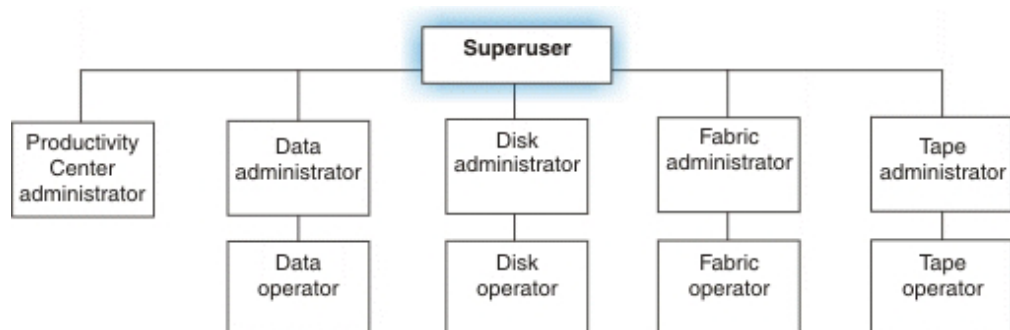 Superuser
Productivity
Center
administrator
Data
administrator
Disk
administrator
Fabric
administrator
Tape
administrator
Data
operator
Disk
operator
Fabric
operator
Tape
operator